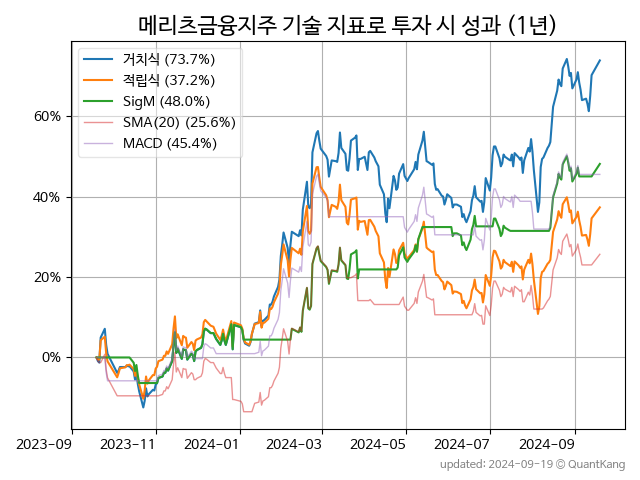 메리츠금융지주 기술 지표로 투자 시 성과 (1년)
거치식 (73.7%)
적립식 (37.2%)
SigM (48.0%)
SMA(20) (25.6%)
MACD (45.4%)
60%
40%
20%
0%
2023-09 2023-11 2024-01 2024-03 2024-05 2024-07 2024-09
updated: 2024-09-19 © QuantKang